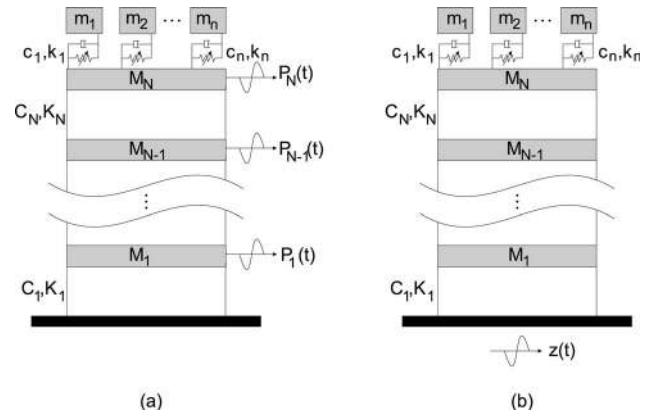 m1 m2 ... mn
c1,k1 cn,kn
MN PN(t)
CN,KN
MN-1 PN-1(t)
...
M1 P1(t)
C1,K1
(a)
m1 m2 ... mn
c1,k1 cn,kn
MN
CN,KN
MN-1
...
M1
C1,K1
z(t)
(b)